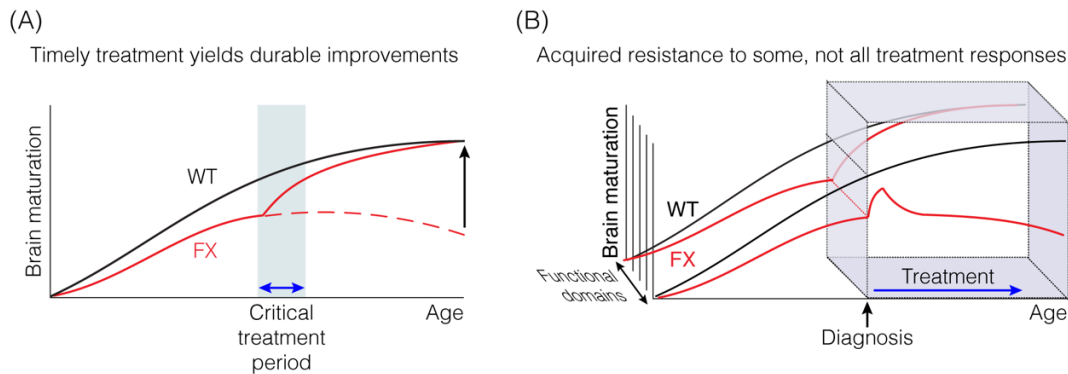 (A)
Timely treatment yields durable improvements
Brain maturation
WT
FX
Critical
treatment
period
Age
(B)
Acquired resistance to some, not all treatment responses
Brain maturation
WT
FX
Functional
domains
Treatment
Diagnosis
Age